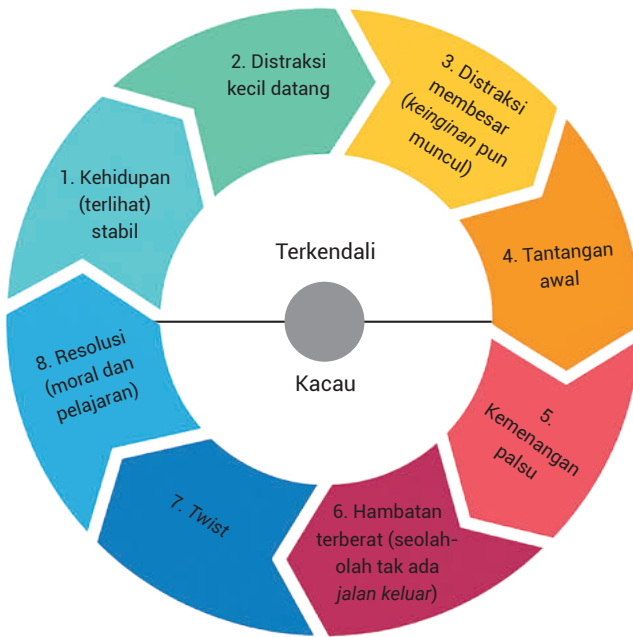 1. Kehidupan
(terlihat)
stabil
2. Distraksi
kecil datang
3. Distraksi
membesar
(keinginan pun
muncul)
4. Tantangan
awal
5.
Kemenangan
palsu
6. Hambatan
terberat (seolah-
olah tak ada
jalan keluar)
7. Twist
8. Resolusi
(moral dan
pelajaran)
Terkendali
Kacau